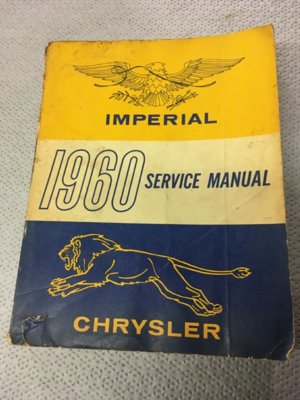 IMPERIAL
1960 SERVICE MANUAL
CHRYSLER